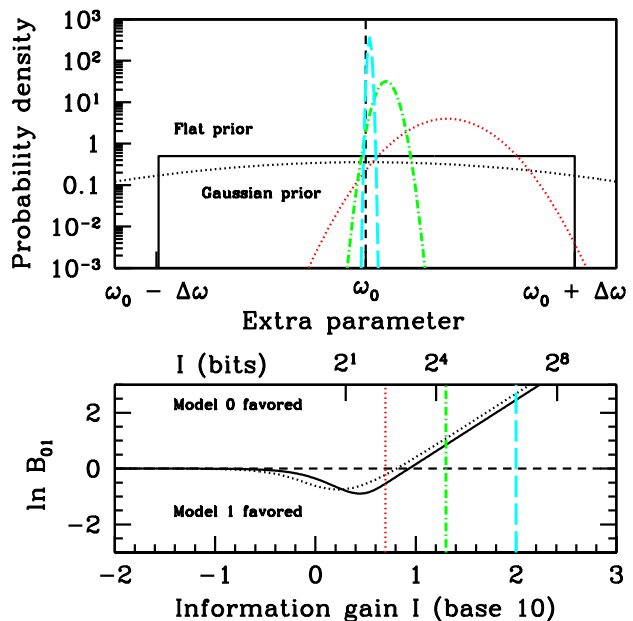 10³
10²
10¹
1
0.1
10⁻²
10⁻³
Probability density
Flat prior
Gaussian prior
ω₀ − Δω
ω₀
ω₀ + Δω
Extra parameter
I (bits)
2¹
2⁴
2⁸
2
0
−2
ln B₀₁
Model 0 favored
Model 1 favored
−2
−1
0
1
2
3
Information gain I (base 10)